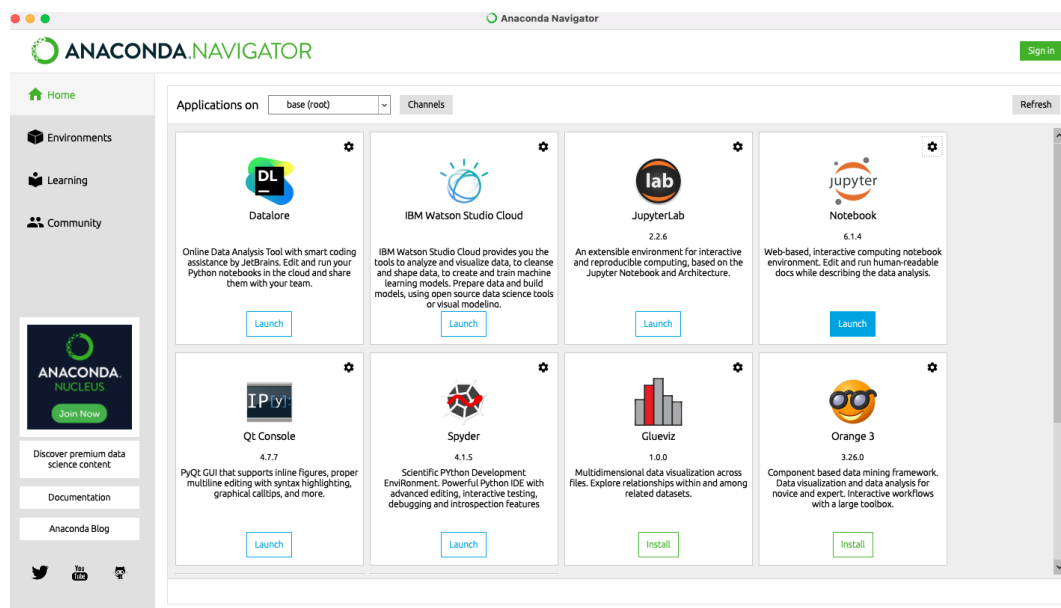 Anaconda Navigator
ANACONDA.NAVIGATOR
Sign in
Home
Environments
Learning
Community
ANACONDA.
NUCLEUS
Join Now
Discover premium data
science content
Documentation
Anaconda Blog
You
Tube
Applications on
base (root)
Channels
Refresh
DL
Datalore
Online Data Analysis Tool with smart coding
assistance by JetBrains. Edit and run your
Python notebooks in the cloud and share
them with your team.
Launch
IBM Watson Studio Cloud
IBM Watson Studio Cloud provides you the
tools to analyze and visualize data, to cleanse
and shape data, to create and train machine
learning models. Prepare data and build
models, using open source data science tools
or visual modeling.
Launch
lab
JupyterLab
2.2.6
An extensible environment for interactive
and reproducible computing, based on the
Jupyter Notebook and Architecture.
Launch
jupyter
Notebook
6.1.4
Web-based, interactive computing notebook
environment. Edit and run human-readable
docs while describing the data analysis.
Launch
IP[y]:
Qt Console
4.7.7
PyQt GUI that supports inline figures, proper
multiline editing with syntax highlighting,
graphical calltips, and more.
Launch
Spyder
4.1.5
Scientific PYthon Development
EnviRonment. Powerful Python IDE with
advanced editing, interactive testing,
debugging and introspection features
Launch
Glueviz
1.0.0
Multidimensional data visualization across
files. Explore relationships within and among
related datasets.
Install
Orange 3
3.26.0
Component based data mining framework.
Data visualization and data analysis for
novice and expert. Interactive workflows
with a large toolbox.
Install